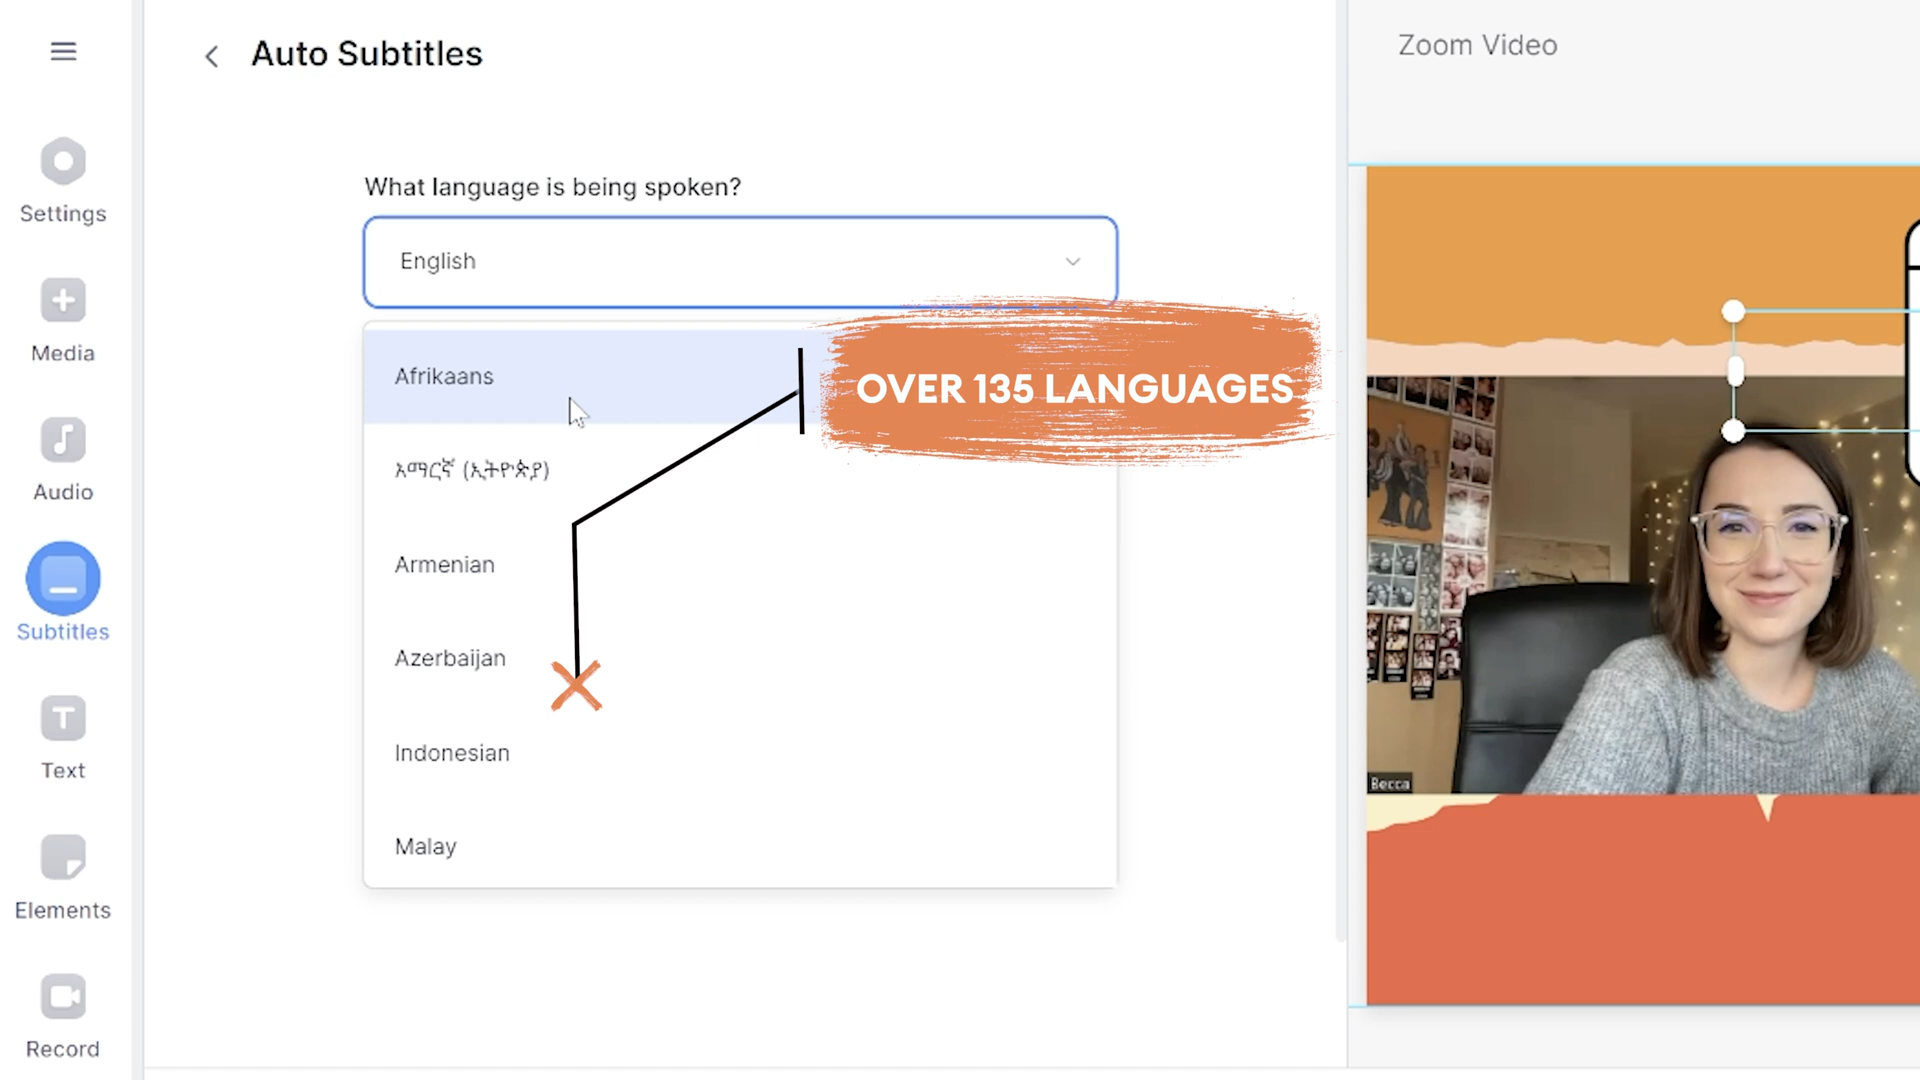 Auto Subtitles
Zoom Video
Settings
Media
Audio
Subtitles
Text
Elements
Record
What language is being spoken?
English
Afrikaans
OVER 135 LANGUAGES
አማርኛ (ኢትዮጵያ)
Armenian
Azerbaijan
Indonesian
Malay
Becca